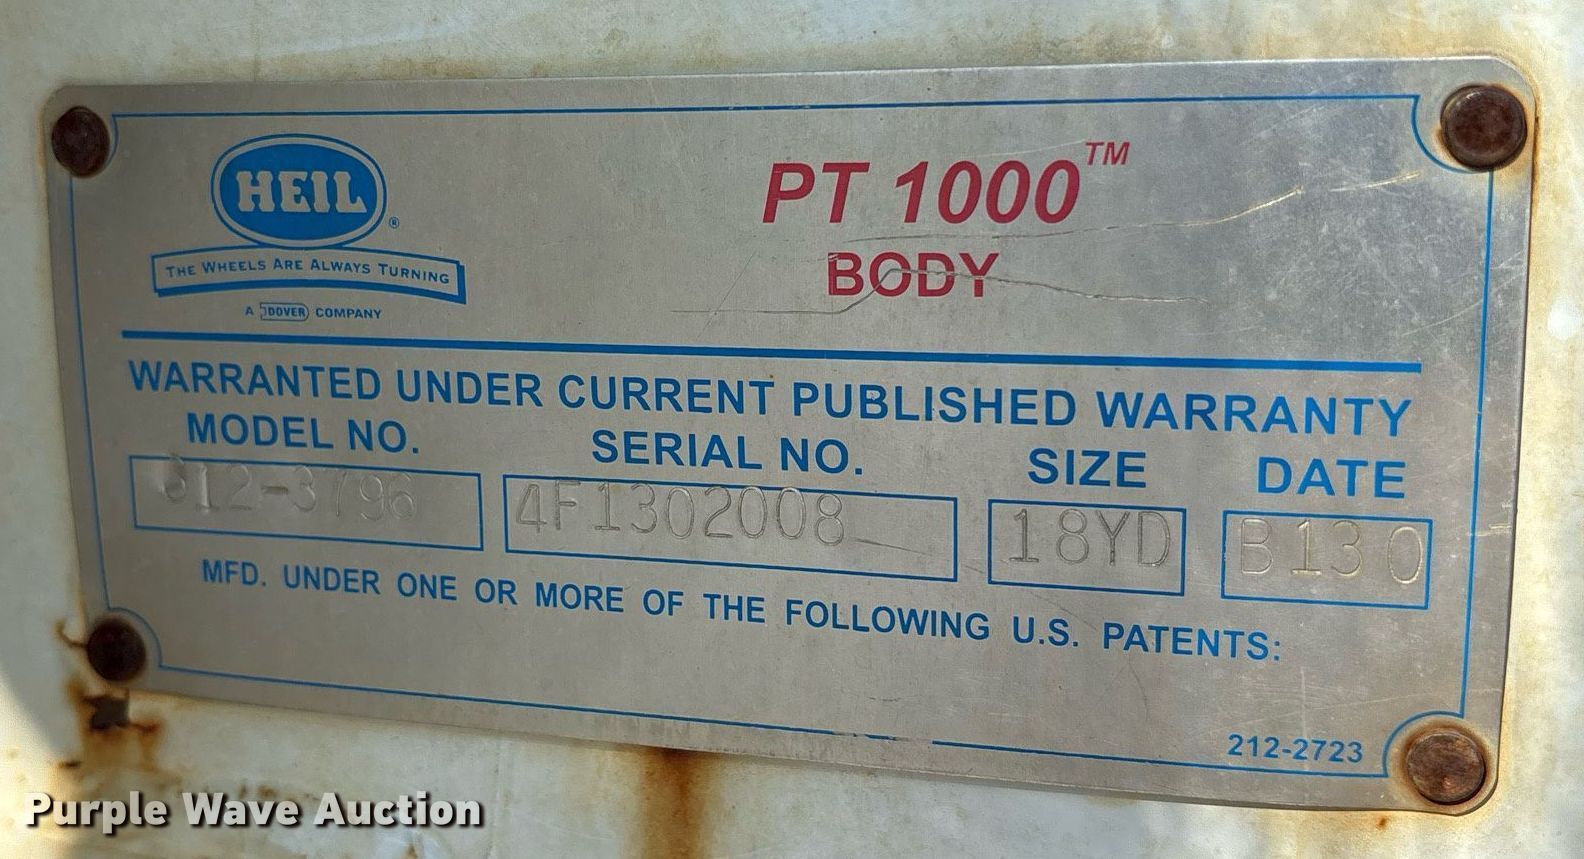 HEIL®
THE WHEELS ARE ALWAYS TURNING
A DOVER COMPANY
PT 1000™
BODY
WARRANTED UNDER CURRENT PUBLISHED WARRANTY
MODEL NO. SERIAL NO. SIZE DATE
612-3796 4F1302008 18YD B130
MFD. UNDER ONE OR MORE OF THE FOLLOWING U.S. PATENTS:
212-2723
Purple Wave Auction